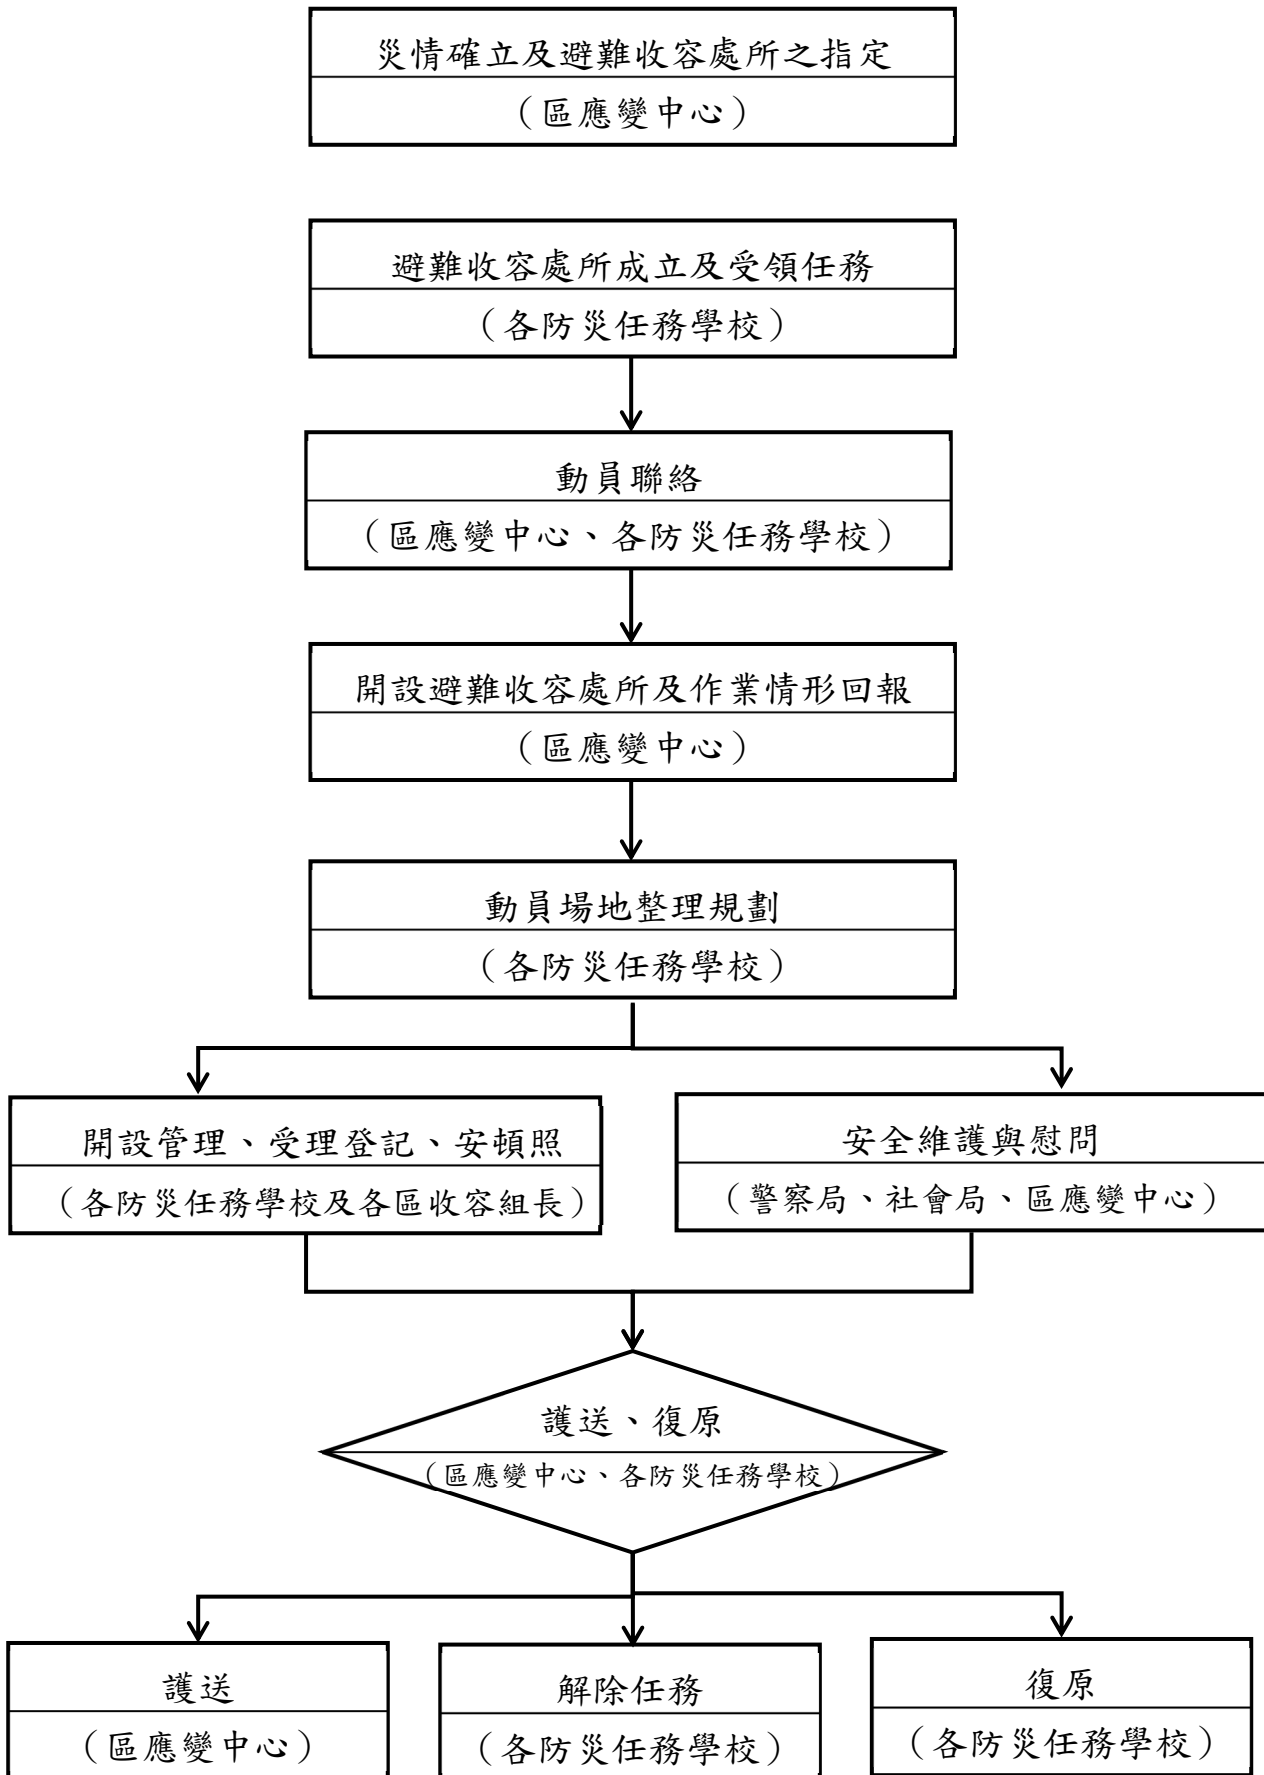 災情確立及避難收容處所之指定
（區應變中心）
避難收容處所成立及受領任務
（各防災任務學校）
動員聯絡
（區應變中心、各防災任務學校）
開設避難收容處所及作業情形回報
（區應變中心）
動員場地整理規劃
（各防災任務學校）
開設管理、受理登記、安頓照
（各防災任務學校及各區收容組長）
安全維護與慰問
（警察局、社會局、區應變中心）
護送、復原
（區應變中心、各防災任務學校）
護送
（區應變中心）
解除任務
（各防災任務學校）
復原
（各防災任務學校）